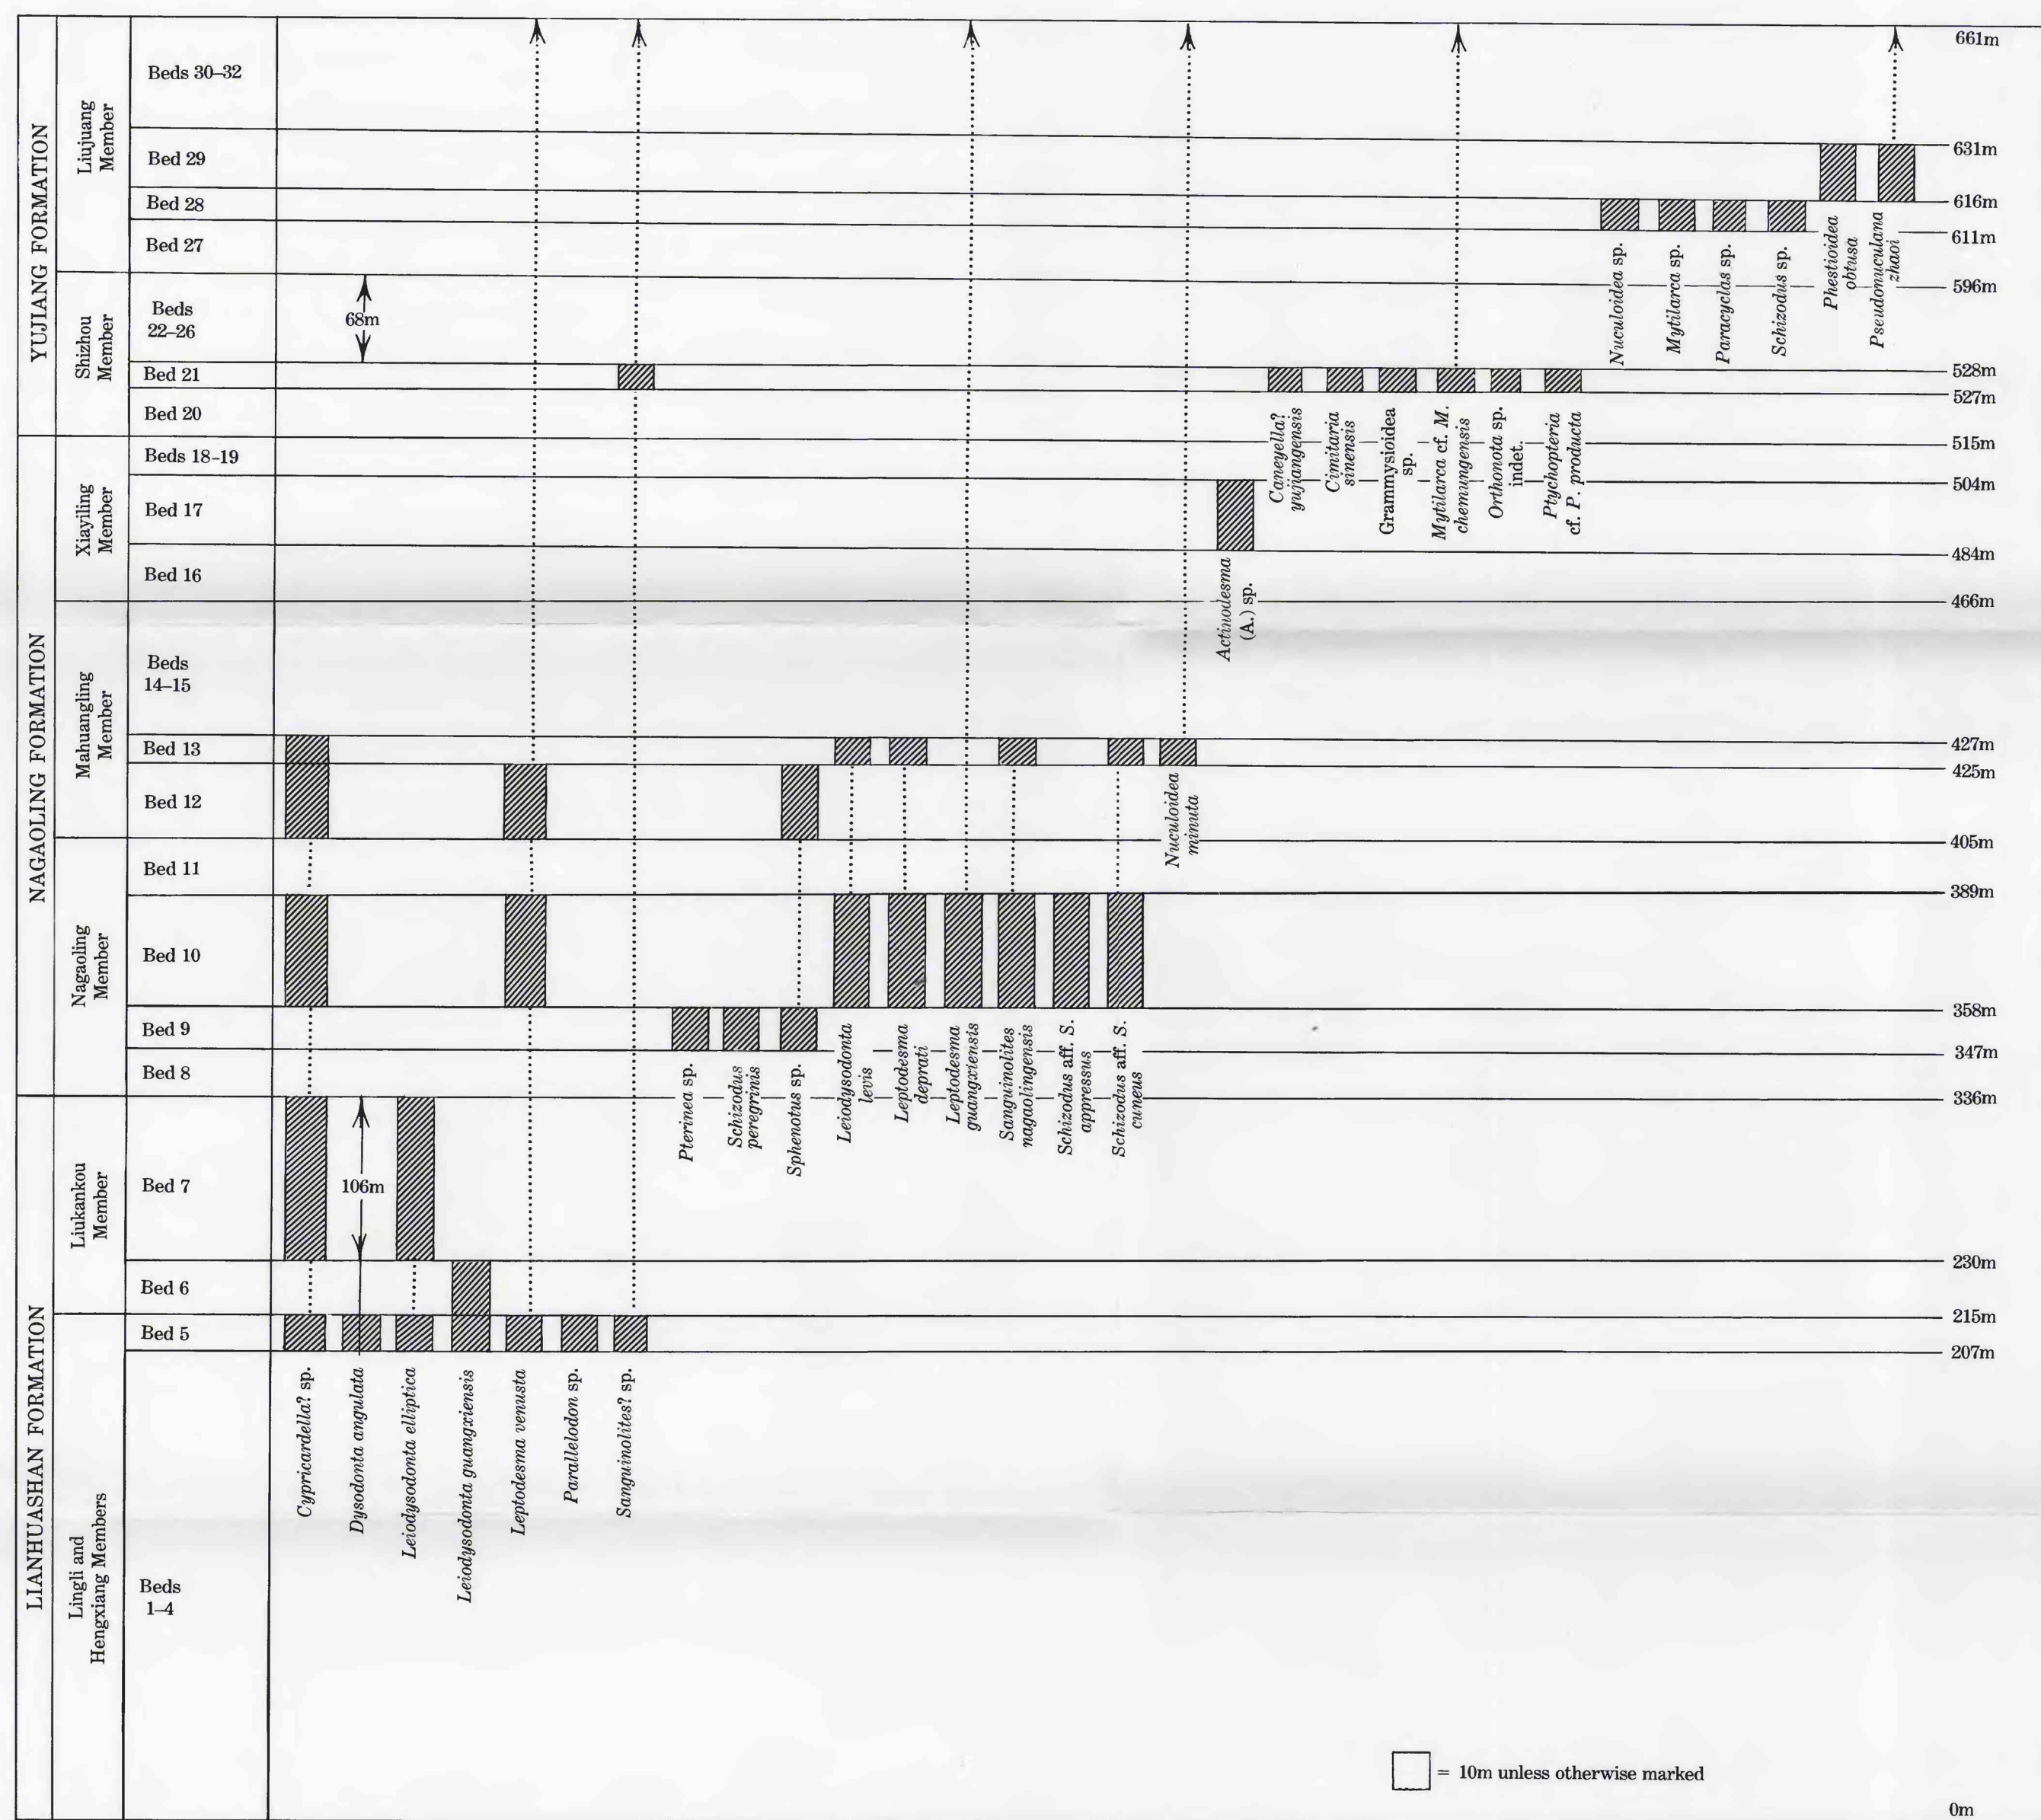 YUJIANG FORMATION
NAGAOLING FORMATION
LIANHUASHAN FORMATION
Liujuang
Member
Shizhou
Member
Xiayiling
Member
Mahuangling
Member
Nagaoling
Member
Liukankou
Member
Lingli and
Hengxiang Members
Beds 30–32
Bed 29
Bed 28
Bed 27
Beds
22–26
Bed 21
Bed 20
Beds 18-19
Bed 17
Bed 16
Beds
14–15
Bed 13
Bed 12
Bed 11
Bed 10
Bed 9
Bed 8
Bed 7
Bed 6
Bed 5
Beds
1–4
68m
106m
Cypricardella? sp.
Dysodonta angulata
Leiodysodonta elliptica
Leiodysodonta guangxiensis
Leptodesma venusta
Parallelodon sp.
Sanguinolites? sp.
Pterinea sp.
Schizodus
peregrinis
Sphenotus sp.
Leiodysodonta
levis
Leptodesma
deprati
Leptodesma
guangxiensis
Sanguinolites
nagaolingensis
Schizodus aff. S.
appressus
Schizodus aff. S.
cuneus
Nuculoidea
minuta
Actinodesma
(A.) sp.
Caneyella?
yujiangensis
Cimitaria
sinensis
Grammysioidea
sp.
Mytilarca cf. M.
chemungensis
Orthonota sp.
indet.
Ptychopteria
cf. P. producta
Nuculoidea sp.
Mytilarca sp.
Paracyclas sp.
Schizodus sp.
Phestioidea
obtusa
Pseudonuculana
zhaoi
661m
631m
616m
611m
596m
528m
527m
515m
504m
484m
466m
427m
425m
405m
389m
358m
347m
336m
230m
215m
207m
= 10m unless otherwise marked
0m